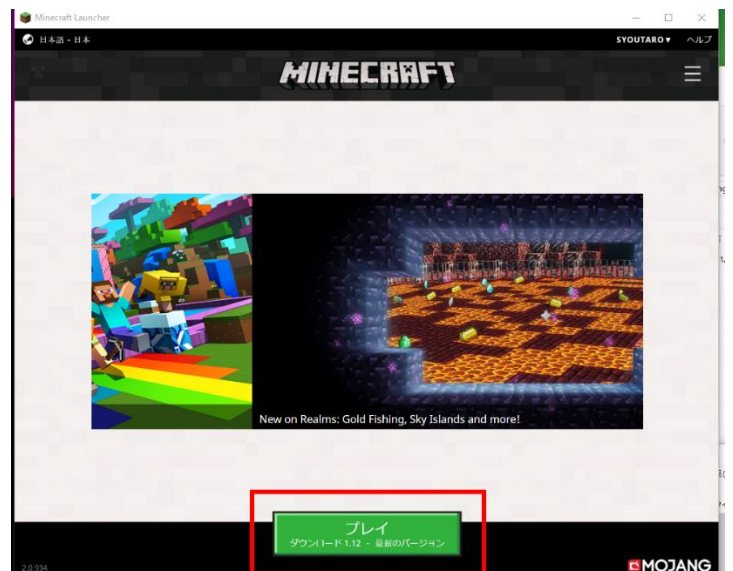 Minecraft Launcher
日本語 - 日本
SYOUTARO
ヘルプ
MINECRAFT
New on Realms: Gold Fishing, Sky Islands and more!
プレイ
ダウンロード 1.12 - 最新のバージョン
2.0.934
MOJANG